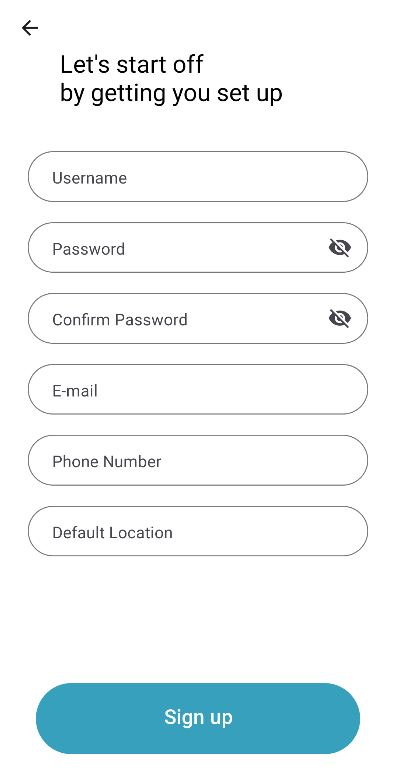 Let's start off
by getting you set up
Username
Password
Confirm Password
E-mail
Phone Number
Default Location
Sign up